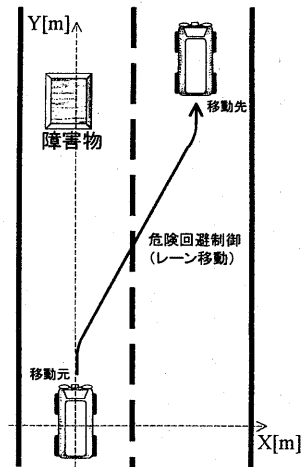 Y[m]
移動先
障害物
危険回避制御
(レーン移動)
移動元
X[m]